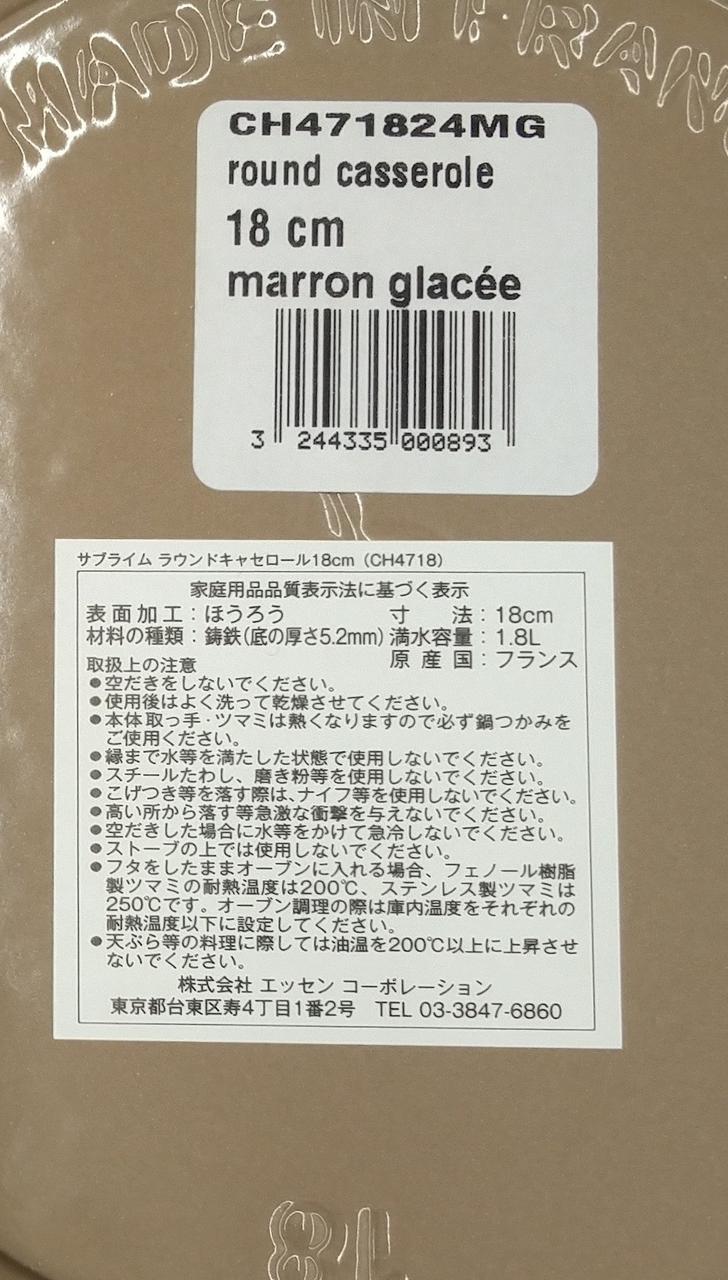 MADE IN FRAN
CH471824MG
round casserole
18 cm
marron glacée
3 244335 000893
サブライム ラウンドキャセロール18cm（CH4718）
家庭用品品質表示法に基づく表示
表面加工：ほうろう 寸 法：18cm
材料の種類：鋳鉄(底の厚さ5.2mm) 満水容量：1.8L
原産国：フランス
取扱上の注意
●空だきをしないでください。
●使用後はよく洗って乾燥させてください。
●本体取っ手・ツマミは熱くなりますので必ず鍋つかみを
ご使用ください。
●縁まで水等を満たした状態で使用しないでください。
●スチールたわし、磨き粉等を使用しないでください。
●こげつき等を落す際は、ナイフ等を使用しないでください。
●高い所から落す等急激な衝撃を与えないでください。
●空だきした場合に水等をかけて急冷しないでください。
●ストーブの上では使用しないでください。
●フタをしたままオーブンに入れる場合、フェノール樹脂
製ツマミの耐熱温度は200℃、ステンレス製ツマミは
250℃です。オーブン調理の際は庫内温度をそれぞれの
耐熱温度以下に設定してください。
●天ぷら等の料理に際しては油温を200℃以上に上昇させ
ないでください。
株式会社 エッセン コーポレーション
東京都台東区寿4丁目1番2号 TEL 03-3847-6860
18